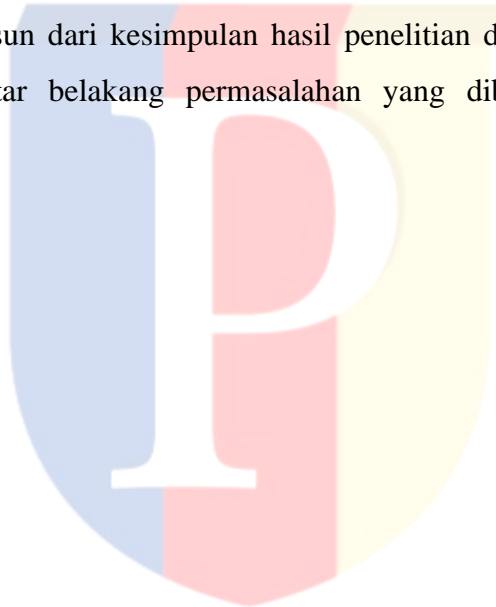 sun dari kesimpulan hasil penelitian d
tar belakang permasalahan yang dib
P